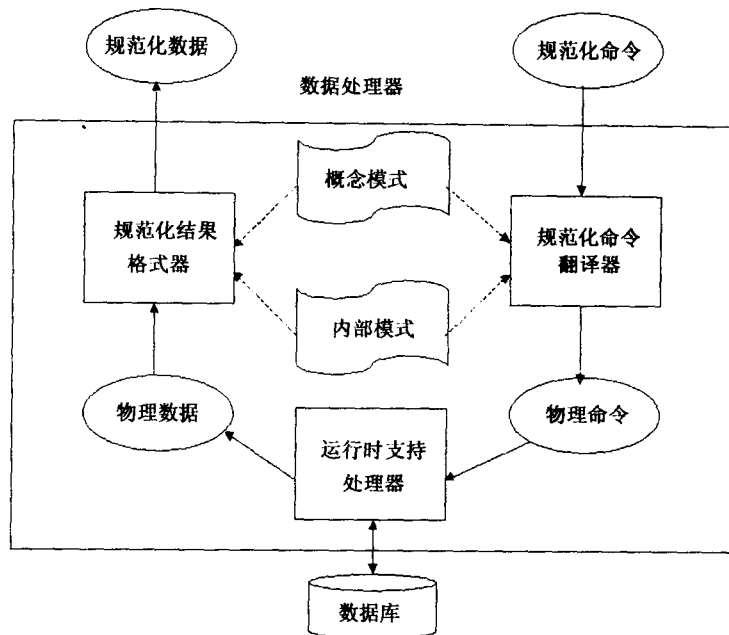 规范化数据
规范化命令
数据处理器
概念模式
规范化结果
格式器
规范化命令
翻译器
内部模式
物理数据
物理命令
运行时支持
处理器
数据库